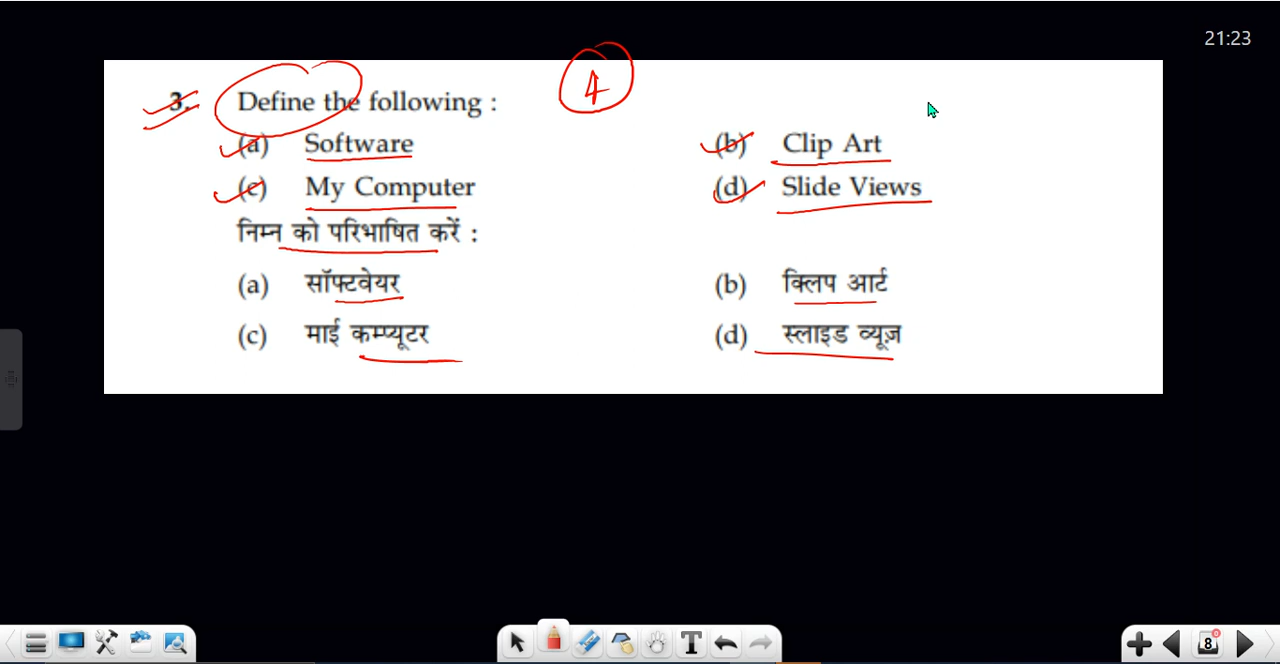 21:23
4
3. Define the following :
(a) Software (b) Clip Art
(c) My Computer (d) Slide Views
निम्न को परिभाषित करें :
(a) सॉफ्टवेयर (b) क्लिप आर्ट
(c) माई कम्प्यूटर (d) स्लाइड व्यूज़
T 8